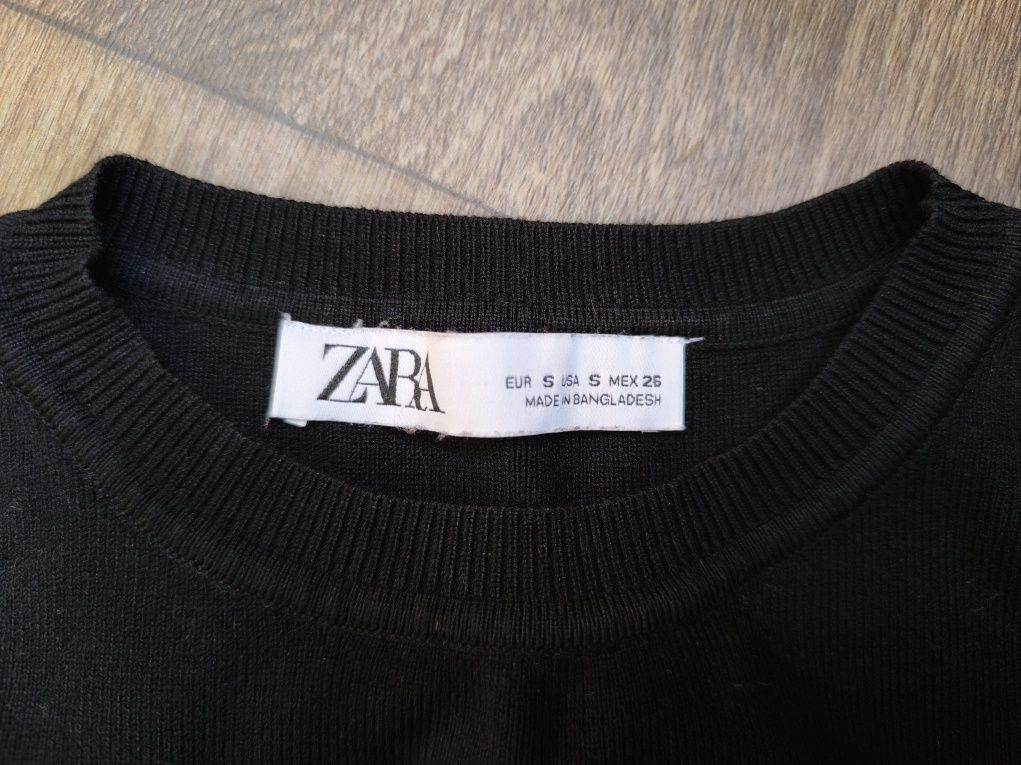 ZARA
EUR S USA S MEX 26
MADE IN BANGLADESH